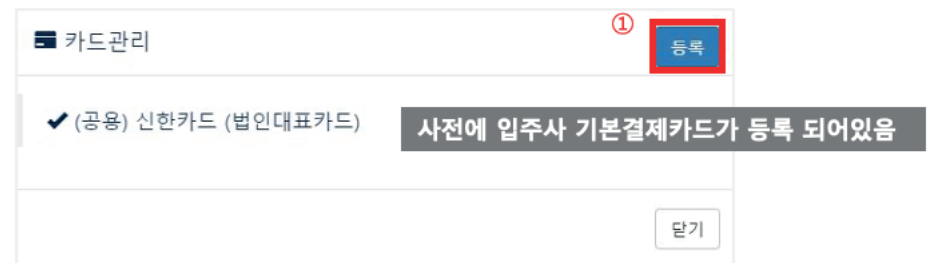 ①
카드관리
등록
(공용) 신한카드 (법인대표카드)
사전에 입주사 기본결제카드가 등록 되어있음
닫기